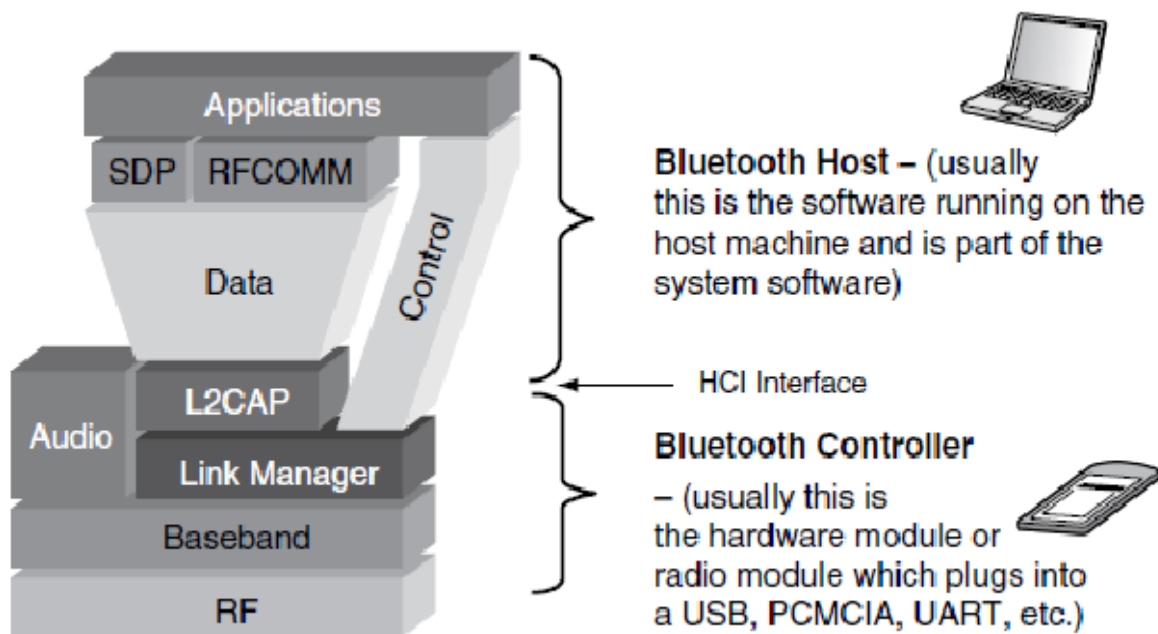 Applications
SDP
RFCOMM
Data
Control
Audio
L2CAP
Link Manager
Baseband
RF
Bluetooth Host – (usually
this is the software running on the
host machine and is part of the
system software)
HCI Interface
Bluetooth Controller
– (usually this is
the hardware module or
radio module which plugs into
a USB, PCMCIA, UART, etc.)